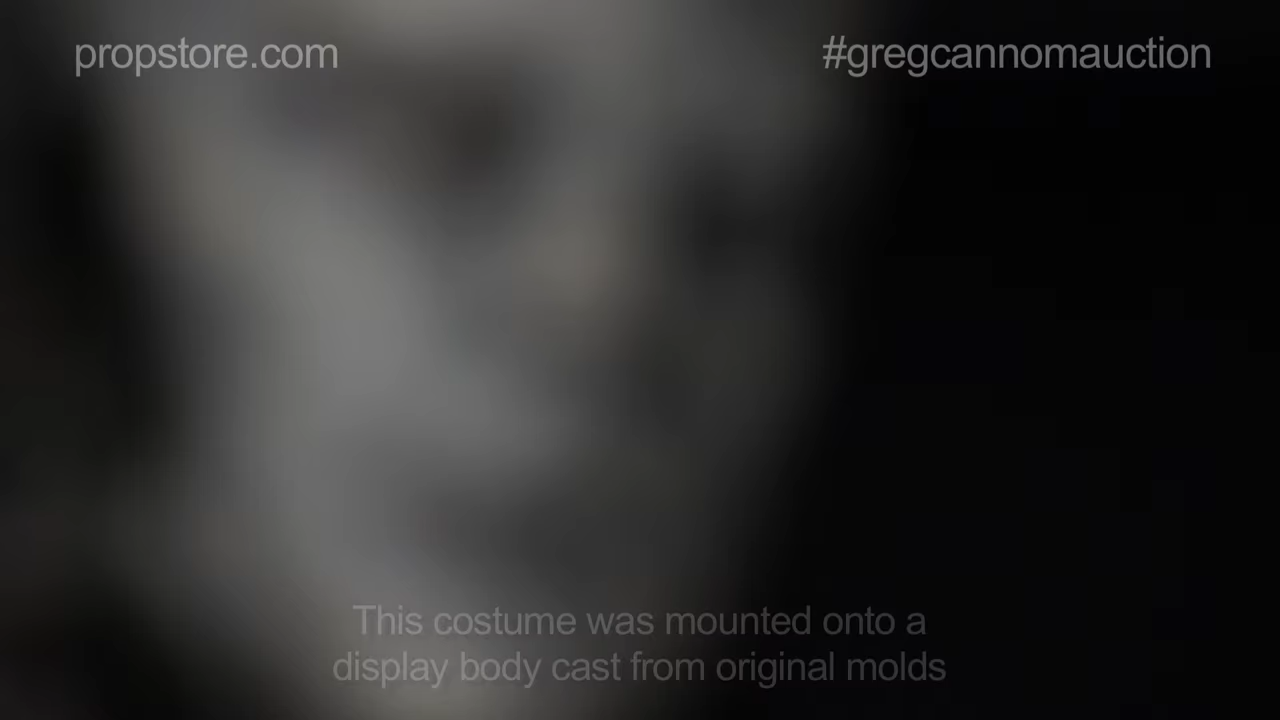 propstore.com
#gregcannomauction
This costume was mounted onto a
display body cast from original molds